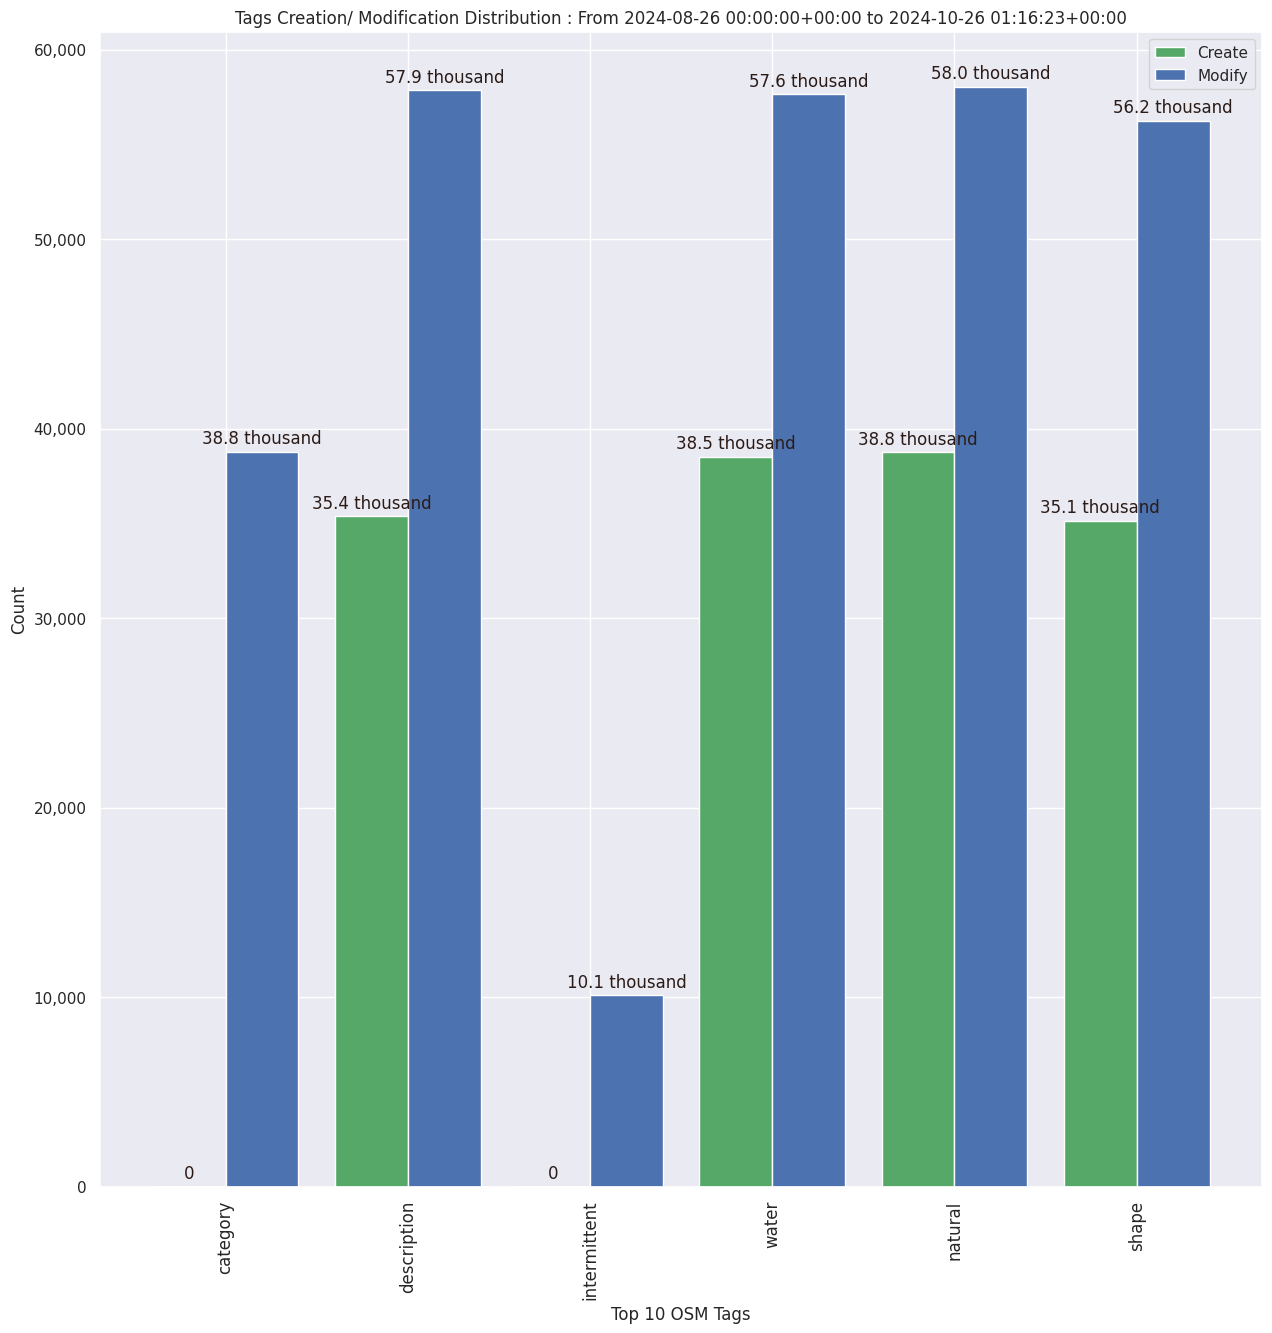 Tags Creation/ Modification Distribution : From 2024-08-26 00:00:00+00:00 to 2024-10-26 01:16:23+00:00
Create
Modify
60,000
50,000
40,000
30,000
20,000
10,000
0
Count
38.8 thousand
35.4 thousand
57.9 thousand
10.1 thousand
38.5 thousand
57.6 thousand
38.8 thousand
58.0 thousand
35.1 thousand
56.2 thousand
0
0
category
description
intermittent
water
natural
shape
Top 10 OSM Tags